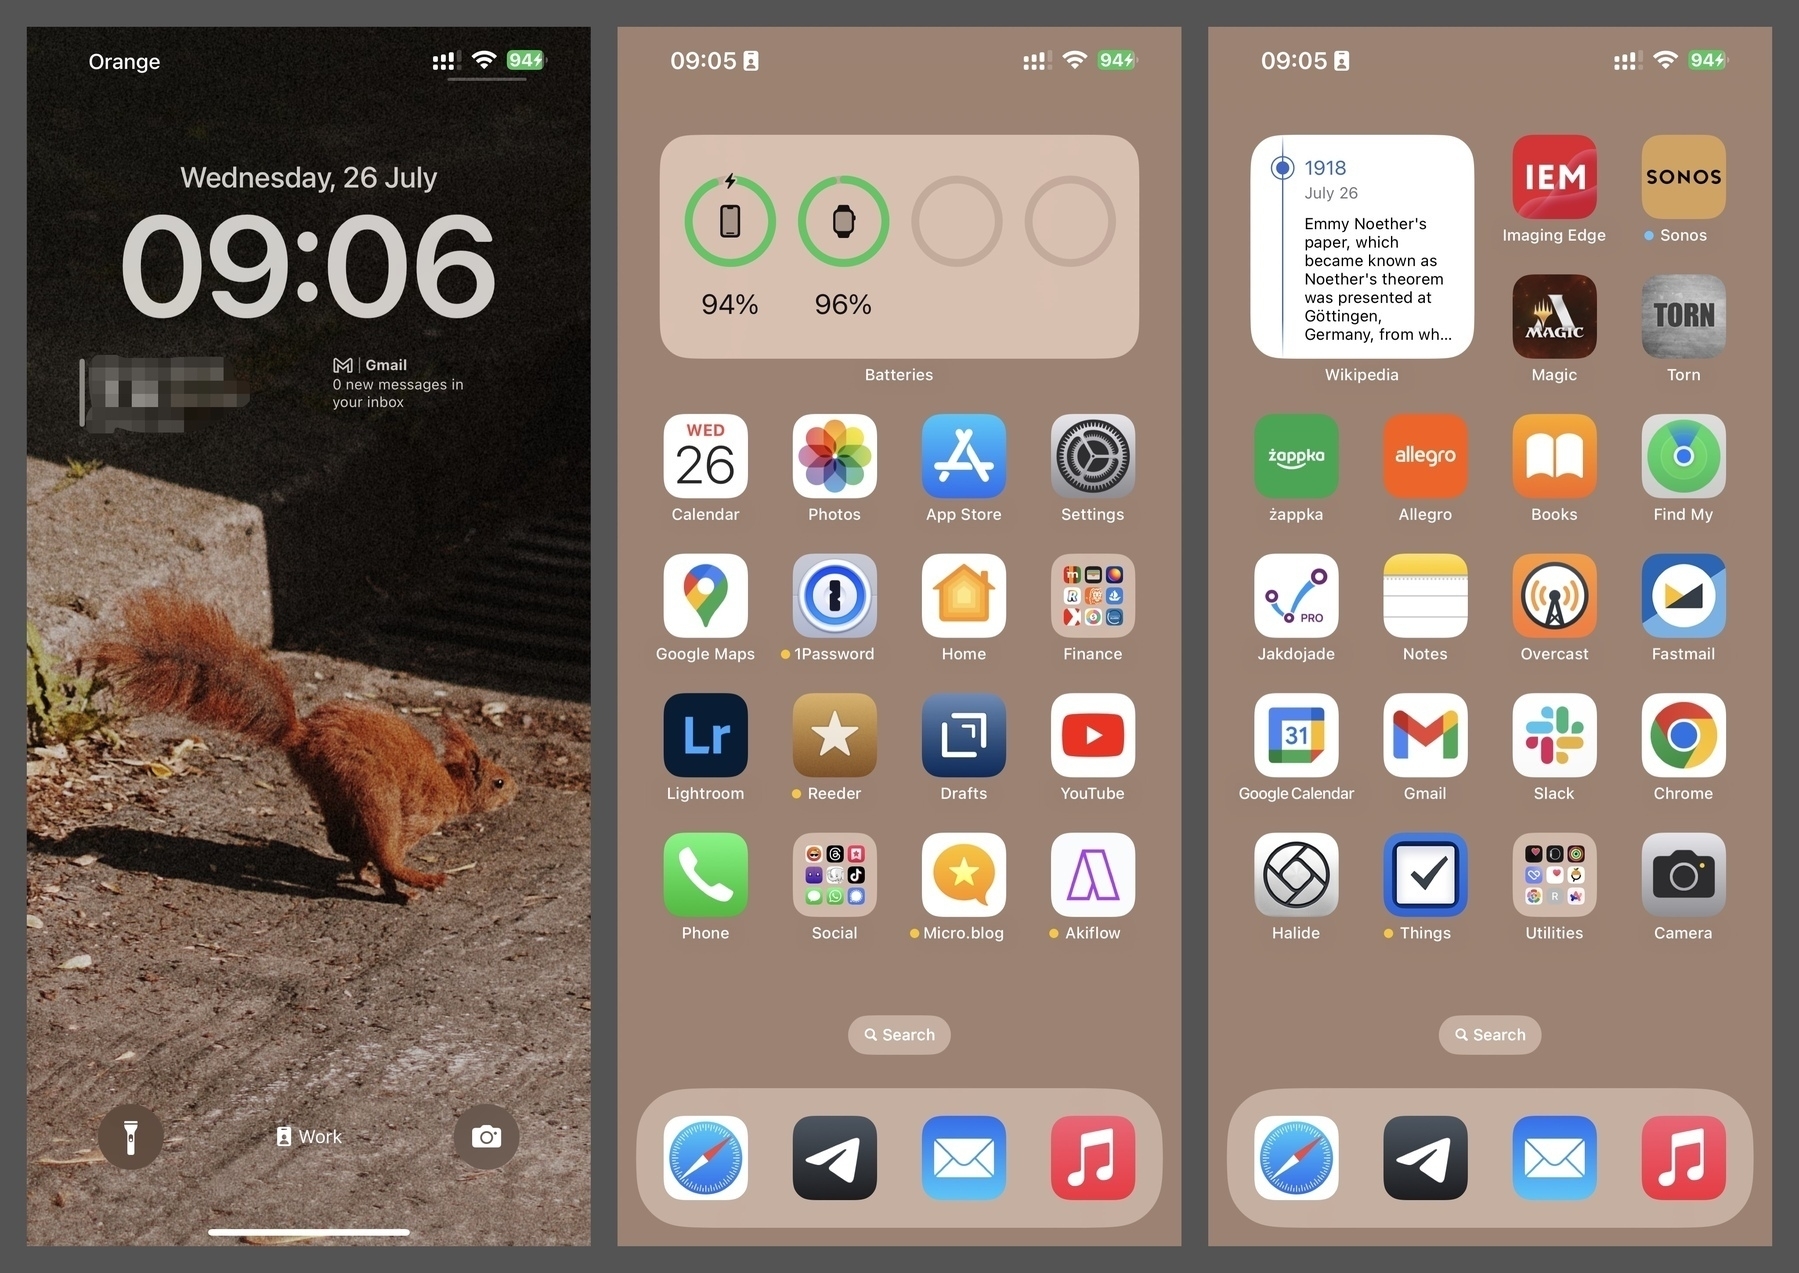 Orange
94
Wednesday, 26 July
09:06
Gmail
0 new messages in
your inbox
Work
09:05
94
94%
96%
Batteries
WED
26
Calendar
Photos
App Store
Settings
Google Maps
1Password
Home
Finance
Lr
Lightroom
Reeder
Drafts
YouTube
Phone
Social
Micro.blog
Akiflow
Search
09:05
94
1918
July 26
Emmy Noether's
paper, which
became known as
Noether's theorem
was presented at
Göttingen,
Germany, from wh...
Wikipedia
IEM
Imaging Edge
SONOS
Sonos
MAGIC
Magic
TORN
Torn
żappka
żappka
allegro
Allegro
Books
Find My
PRO
Jakdojade
Notes
Overcast
Fastmail
31
Google Calendar
Gmail
Slack
Chrome
Halide
Things
Utilities
Camera
Search